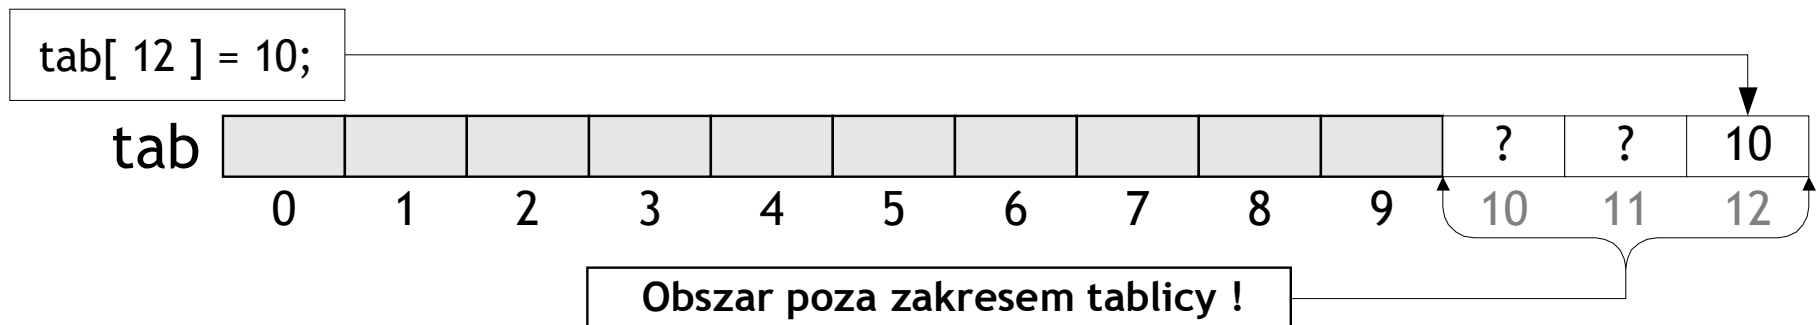 tab[ 12 ] = 10;
tab ? ? 10
0 1 2 3 4 5 6 7 8 9 10 11 12
Obszar poza zakresem tablicy !